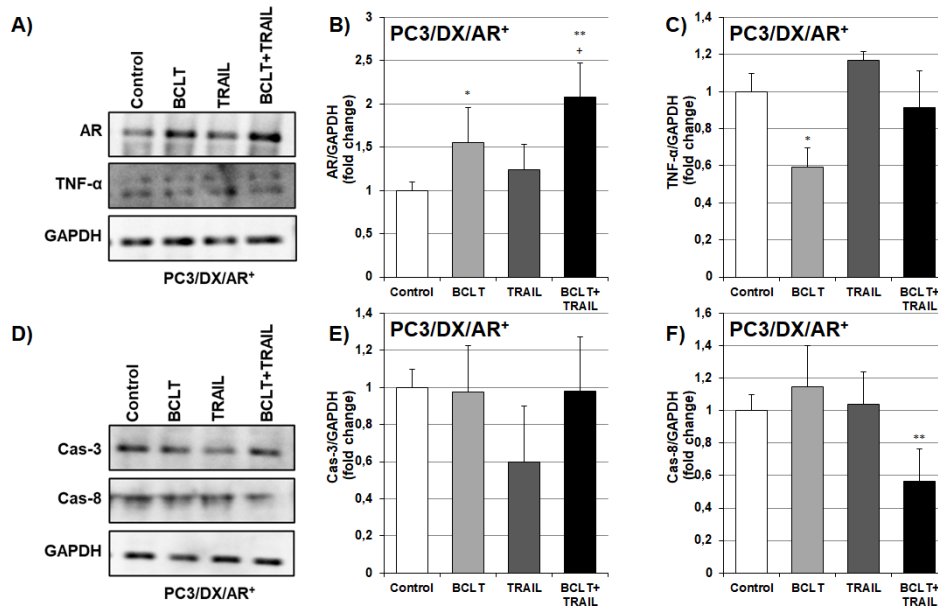 A)
Control
BCLT
TRAIL
BCLT+TRAIL
AR
TNF-α
GAPDH
PC3/DX/AR⁺
B)
PC3/DX/AR⁺
AR/GAPDH
(fold change)
3
2,5
2
1,5
1
0,5
0
*
**
+
Control
BCLT
TRAIL
BCLT+
TRAIL
C)
PC3/DX/AR⁺
TNF-α/GAPDH
(fold change)
1,4
1,2
1
0,8
0,6
0,4
0,2
0
*
Control
BCLT
TRAIL
BCLT+
TRAIL
D)
Control
BCLT
TRAIL
BCLT+TRAIL
Cas-3
Cas-8
GAPDH
PC3/DX/AR⁺
E)
PC3/DX/AR⁺
Cas-3/GAPDH
(fold change)
1,4
1,2
1
0,8
0,6
0,4
0,2
0
Control
BCLT
TRAIL
BCLT+
TRAIL
F)
PC3/DX/AR⁺
Cas-8/GAPDH
(fold change)
1,6
1,4
1,2
1
0,8
0,6
0,4
0,2
0
**
Control
BCLT
TRAIL
BCLT+
TRAIL